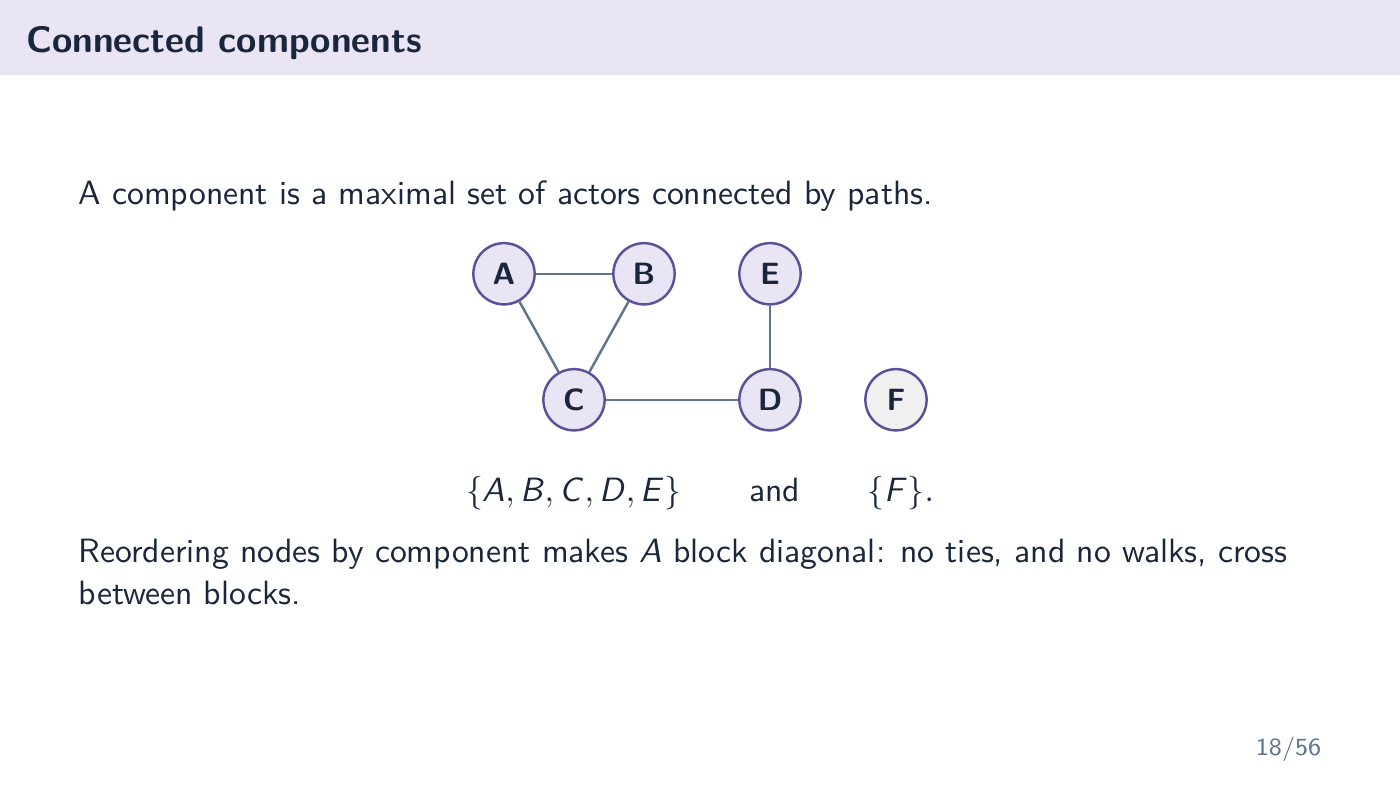 Connected components
A component is a maximal set of actors connected by paths.
A B E
C D F
{A, B, C, D, E} and {F}.
Reordering nodes by component makes A block diagonal: no ties, and no walks, cross
between blocks.
18/56